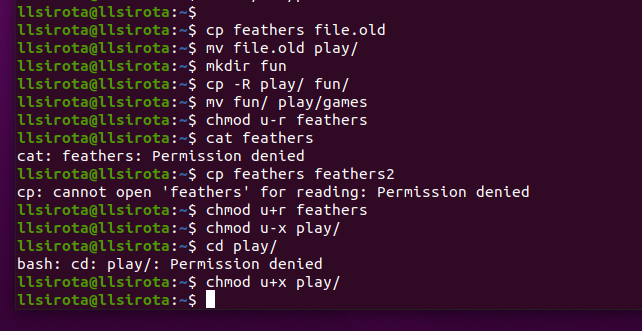 llsirota@llsirota:~$
llsirota@llsirota:~$ cp feathers file.old
llsirota@llsirota:~$ mv file.old play/
llsirota@llsirota:~$ mkdir fun
llsirota@llsirota:~$ cp -R play/ fun/
llsirota@llsirota:~$ mv fun/ play/games
llsirota@llsirota:~$ chmod u-r feathers
llsirota@llsirota:~$ cat feathers
cat: feathers: Permission denied
llsirota@llsirota:~$ cp feathers feathers2
cp: cannot open 'feathers' for reading: Permission denied
llsirota@llsirota:~$ chmod u+r feathers
llsirota@llsirota:~$ chmod u-x play/
llsirota@llsirota:~$ cd play/
bash: cd: play/: Permission denied
llsirota@llsirota:~$ chmod u+x play/
llsirota@llsirota:~$